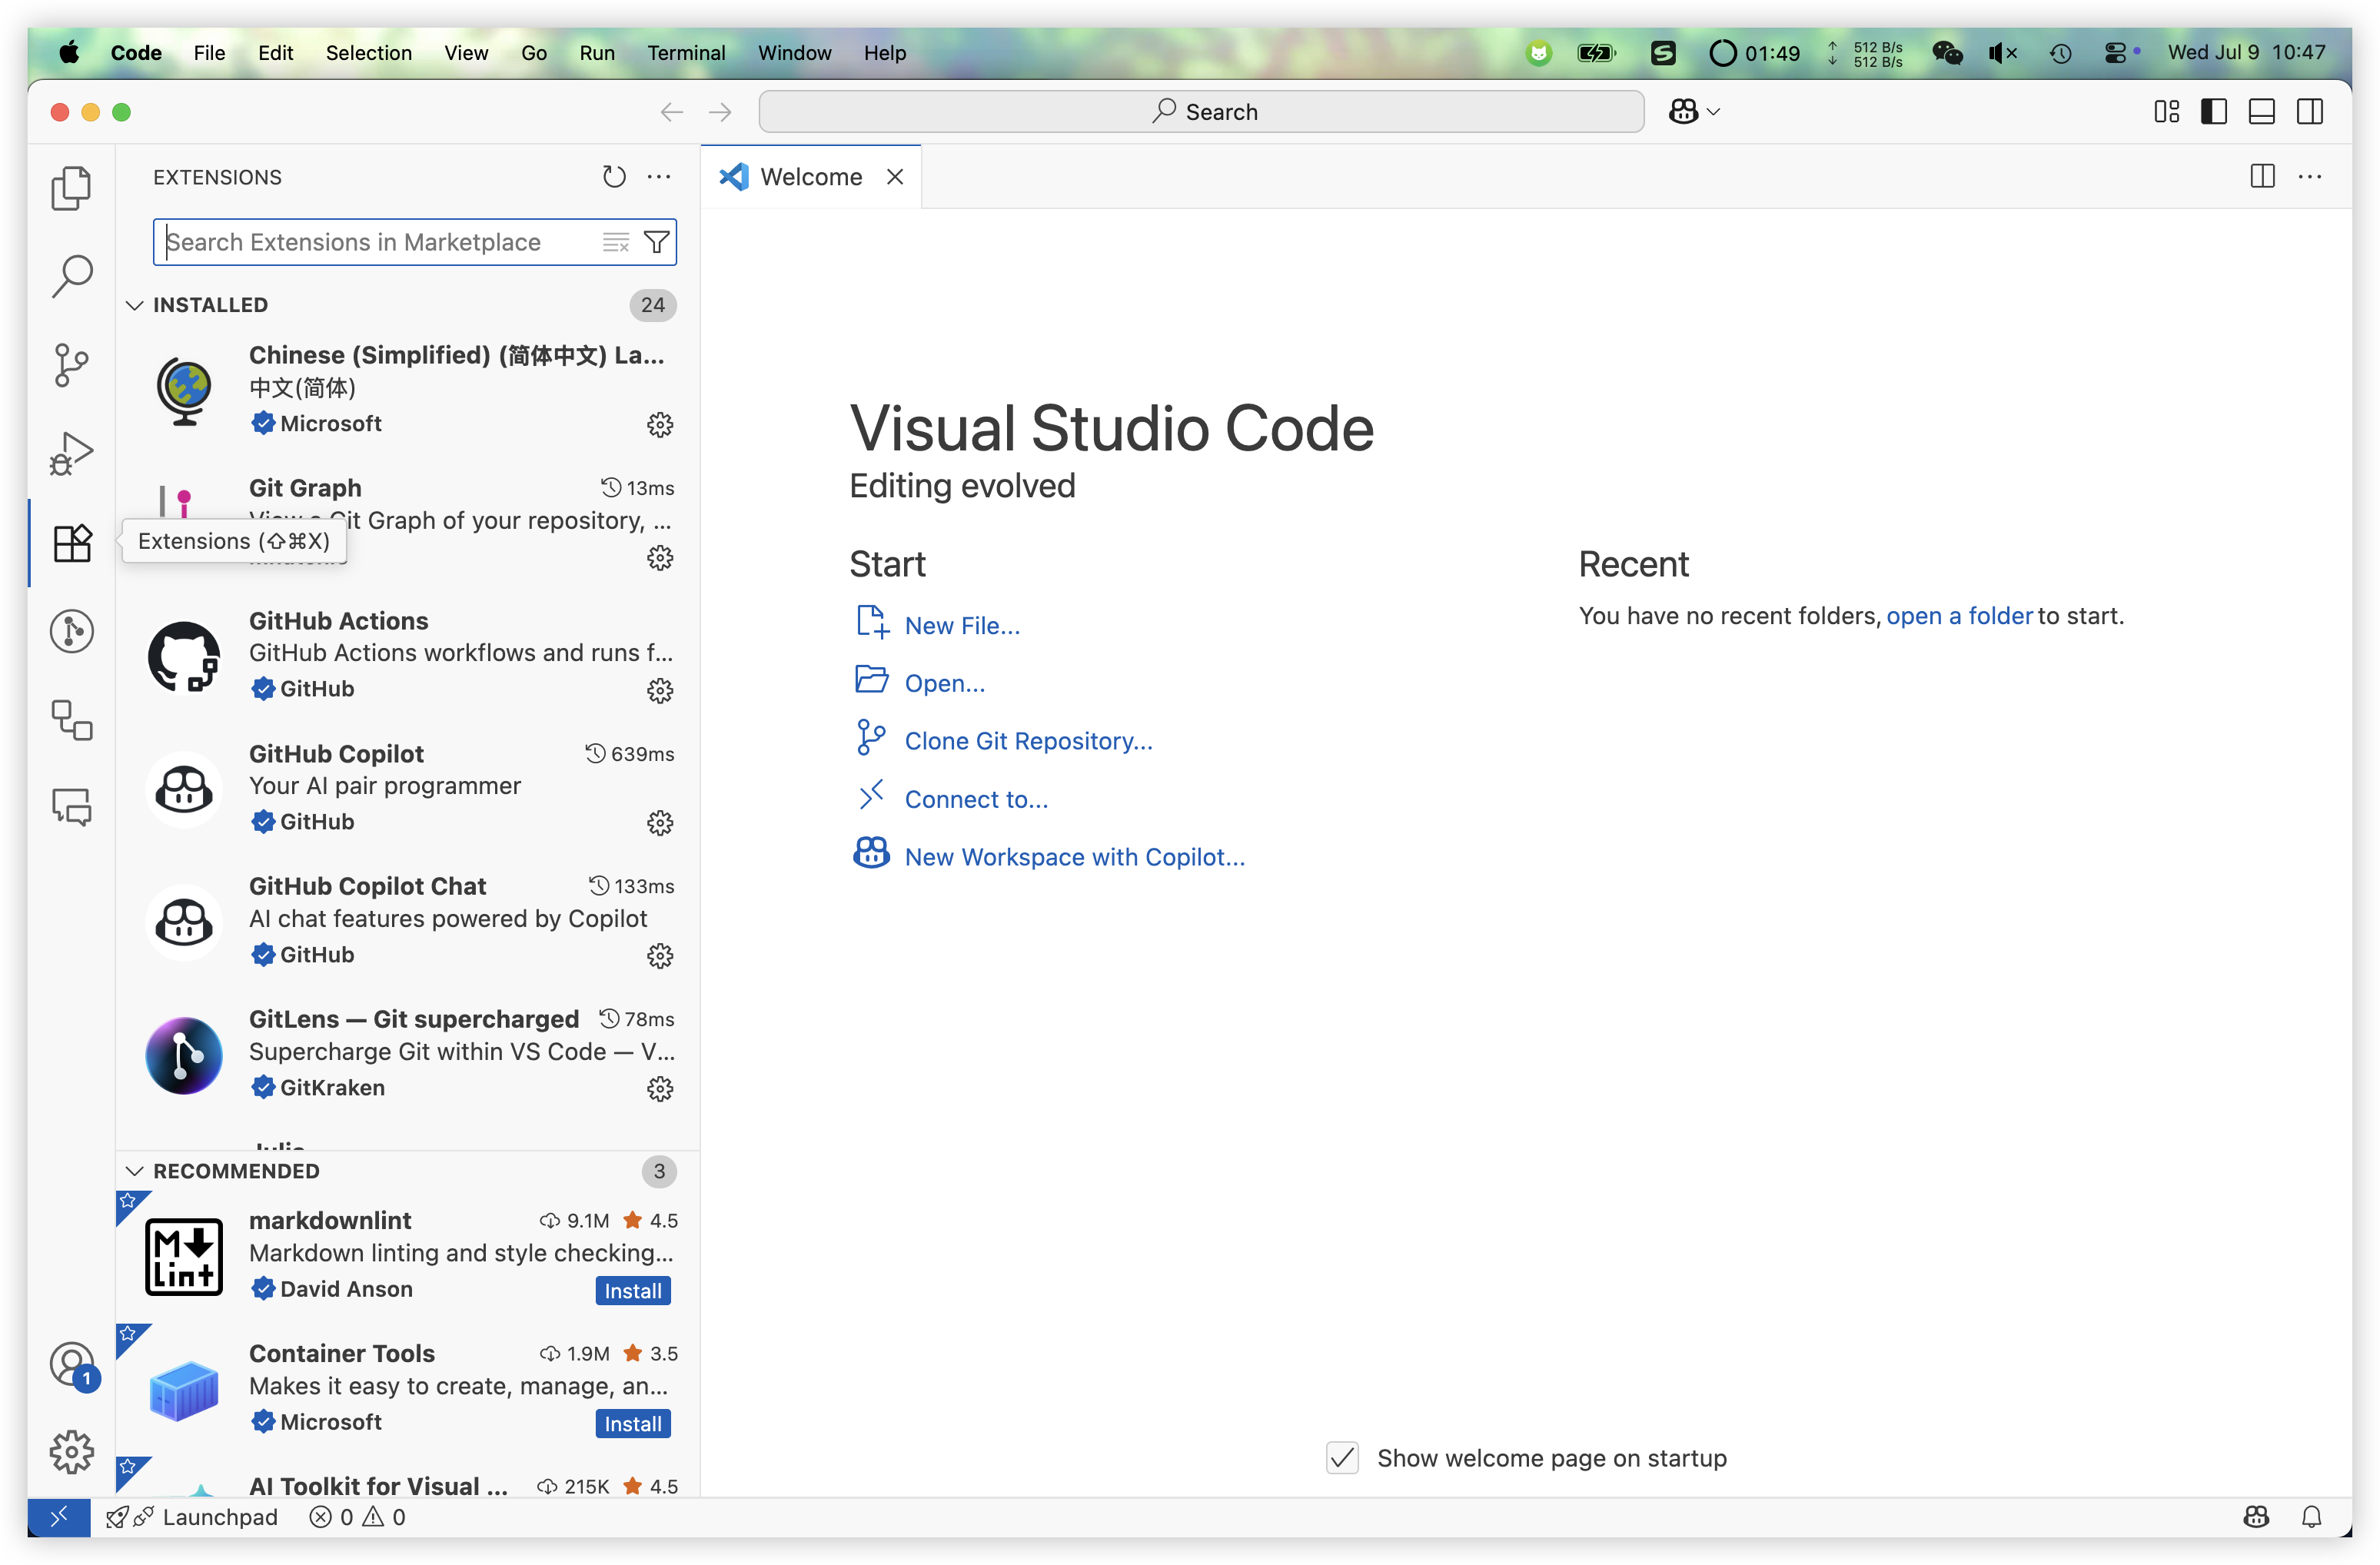 Code File Edit Selection View Go Run Terminal Window Help
01:49
512 B/s
512 B/s
Wed Jul 9 10:47
Search
EXTENSIONS
Search Extensions in Marketplace
INSTALLED 24
Chinese (Simplified) (简体中文) La...
中文(简体)
Microsoft
Git Graph 13ms
Git Graph of your repository, ...
Extensions (⇧⌘X)
GitHub Actions
GitHub Actions workflows and runs f...
GitHub
GitHub Copilot 639ms
Your AI pair programmer
GitHub
GitHub Copilot Chat 133ms
AI chat features powered by Copilot
GitHub
GitLens — Git supercharged 78ms
Supercharge Git within VS Code — V...
GitKraken
RECOMMENDED 3
markdownlint 9.1M 4.5
Markdown linting and style checking...
David Anson Install
Container Tools 1.9M 3.5
Makes it easy to create, manage, an...
Microsoft Install
AI Toolkit for Visual ... 215K 4.5
1
Welcome
Visual Studio Code
Editing evolved
Start
New File...
Open...
Clone Git Repository...
Connect to...
New Workspace with Copilot...
Recent
You have no recent folders, open a folder to start.
Show welcome page on startup
Launchpad 0 0